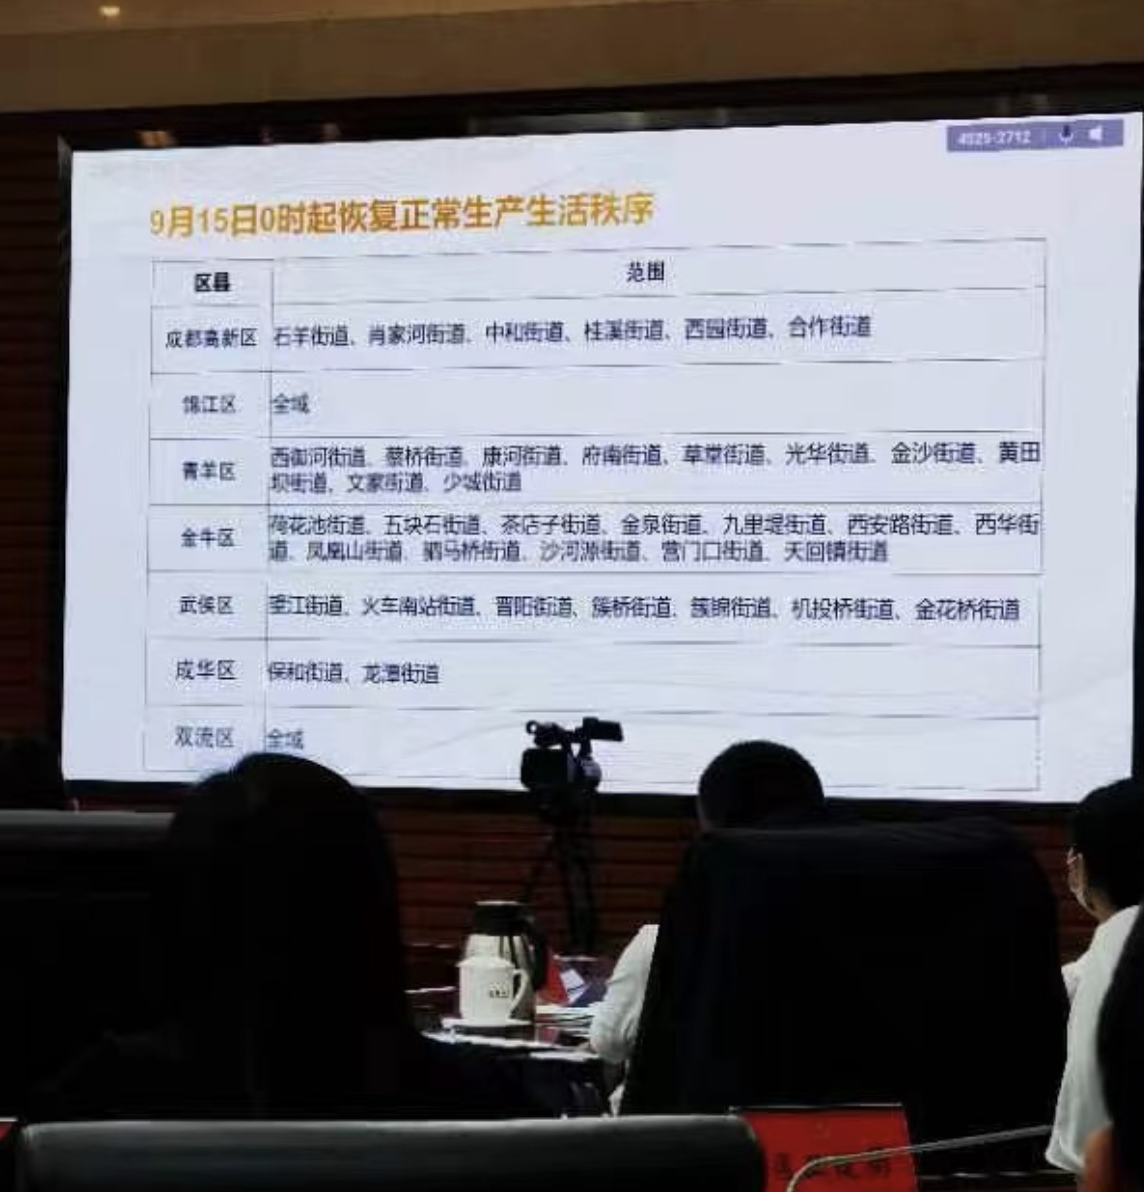 4525-2712
9月15日0时起恢复正常生产生活秩序
区县 范围
成都高新区 石羊街道、肖家河街道、中和街道、桂溪街道、西园街道、合作街道
锦江区 全域
青羊区 西御河街道、蔡桥街道、康河街道、府南街道、草堂街道、光华街道、金沙街道、黄田
坝街道、文家街道、少城街道
金牛区 荷花池街道、五块石街道、茶店子街道、金泉街道、九里堤街道、西安路街道、西华街
道、凤凰山街道、驷马桥街道、沙河源街道、营门口街道、天回镇街道
武侯区 望江街道、火车南站街道、晋阳街道、簇桥街道、簇锦街道、机投桥街道、金花桥街道
成华区 保和街道、龙潭街道
双流区 全域